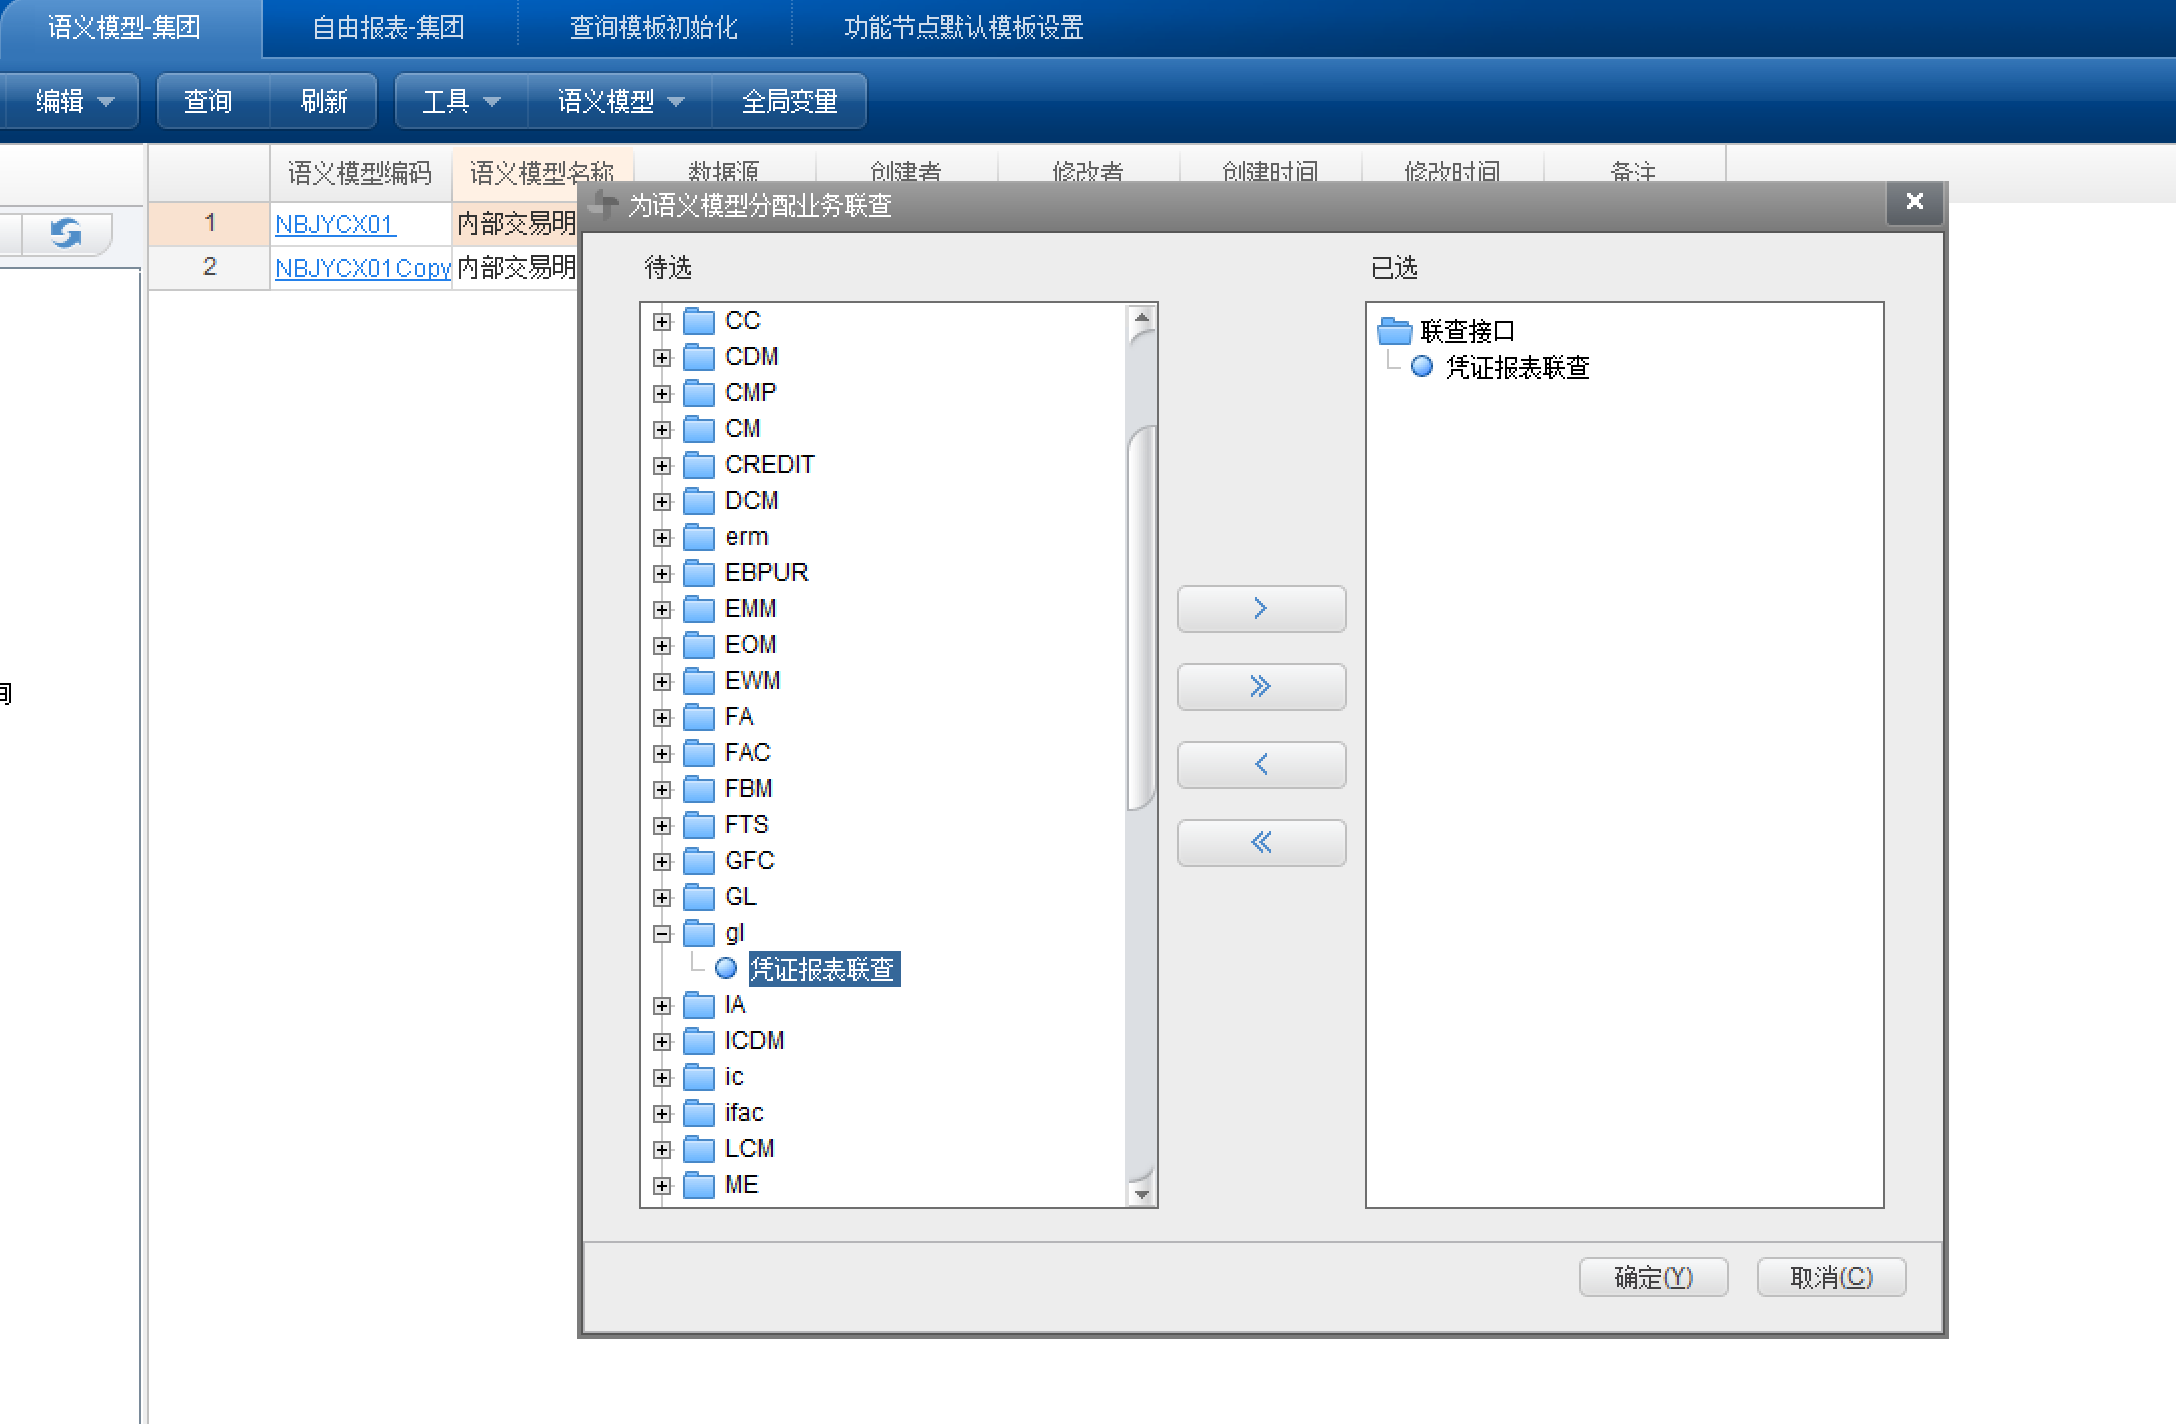 语义模型-集团 自由报表-集团 查询模板初始化 功能节点默认模板设置
编辑 查询 刷新 工具 语义模型 全局变量
语义模型编码 语义模型名称 数据源 创建者 修改者 创建时间 修改时间 备注
1 NBJYCX01 内部交易明
2 NBJYCX01Copy 内部交易明
为语义模型分配业务联查
待选 已选
CC
CDM
CMP
CM
CREDIT
DCM
erm
EBPUR
EMM
EOM
EWM
FA
FAC
FBM
FTS
GFC
GL
gl
凭证报表联查
IA
ICDM
ic
ifac
LCM
ME
联查接口
凭证报表联查
确定(Y) 取消(C)